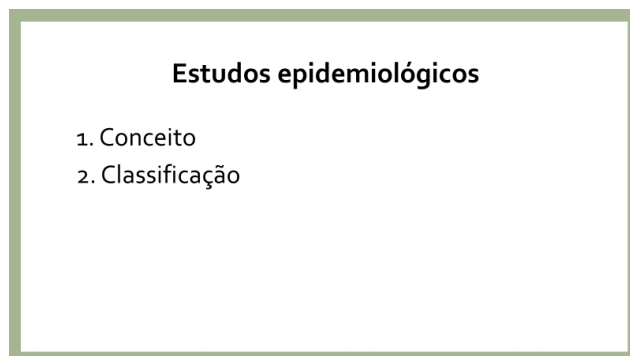 Estudos epidemiológicos
1. Conceito
2. Classificação